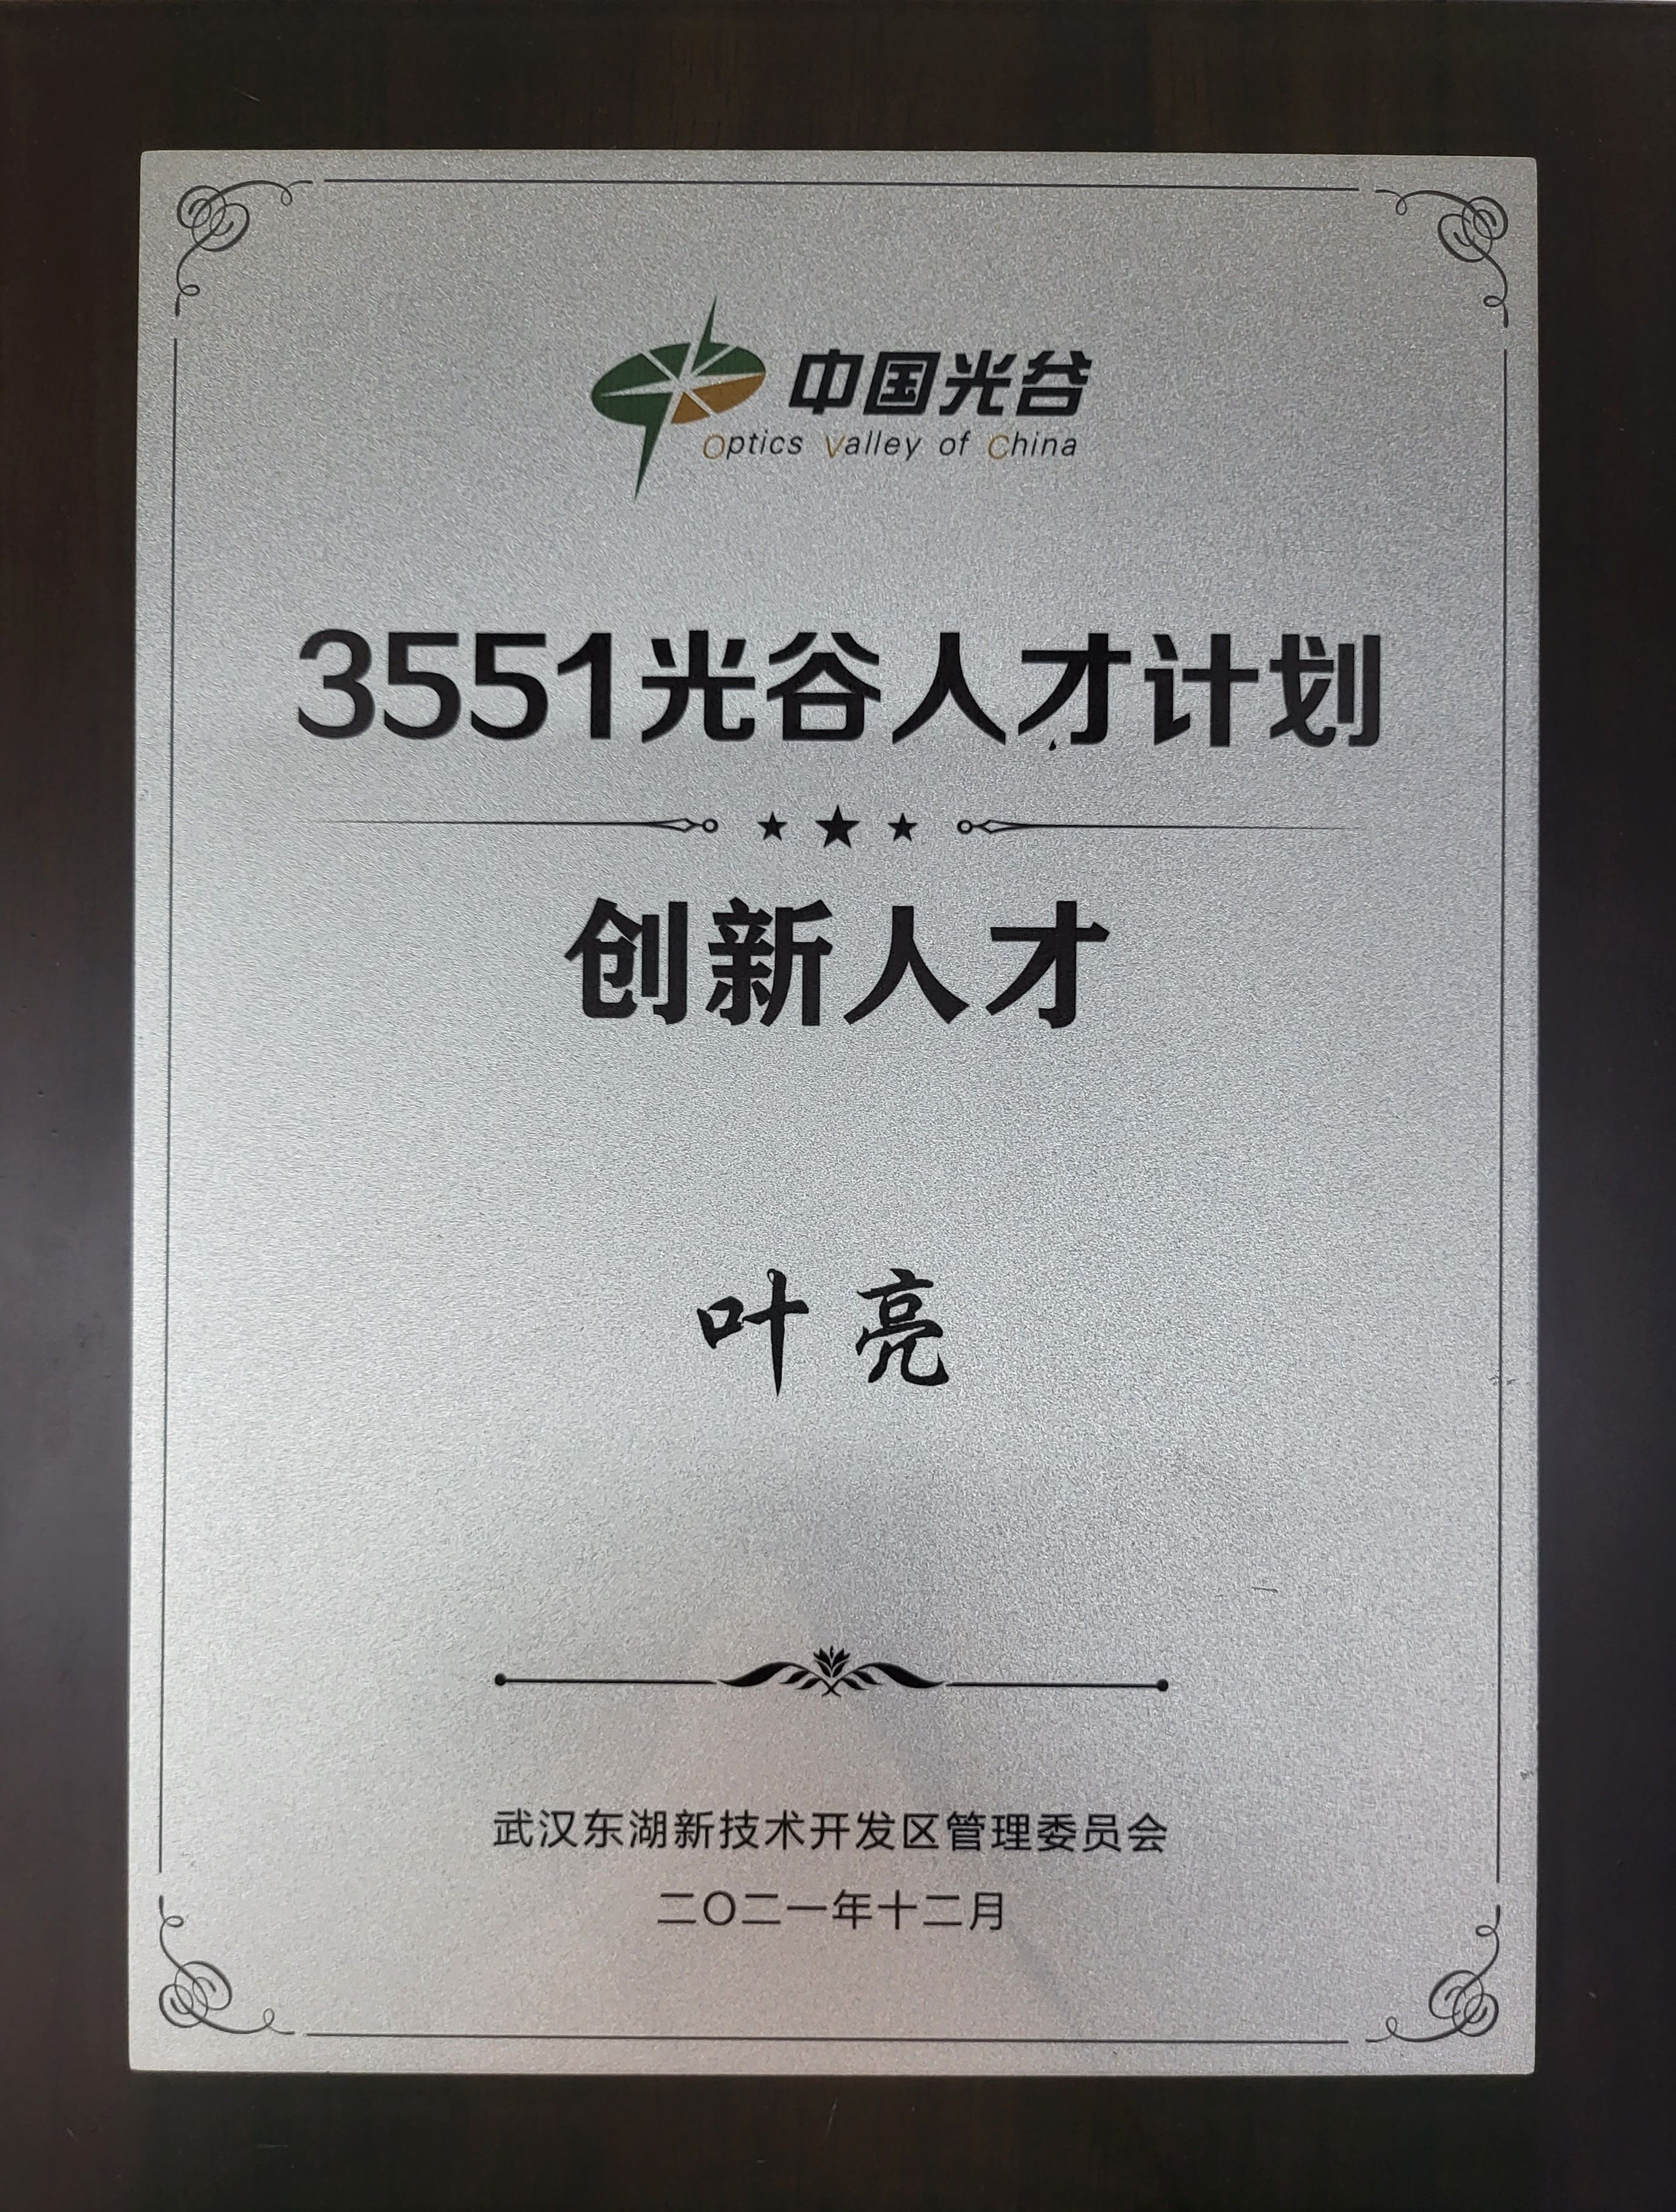 中国光谷
Optics Valley of China
3551光谷人才计划
创新人才
叶亮
武汉东湖新技术开发区管理委员会
二〇二一年十二月